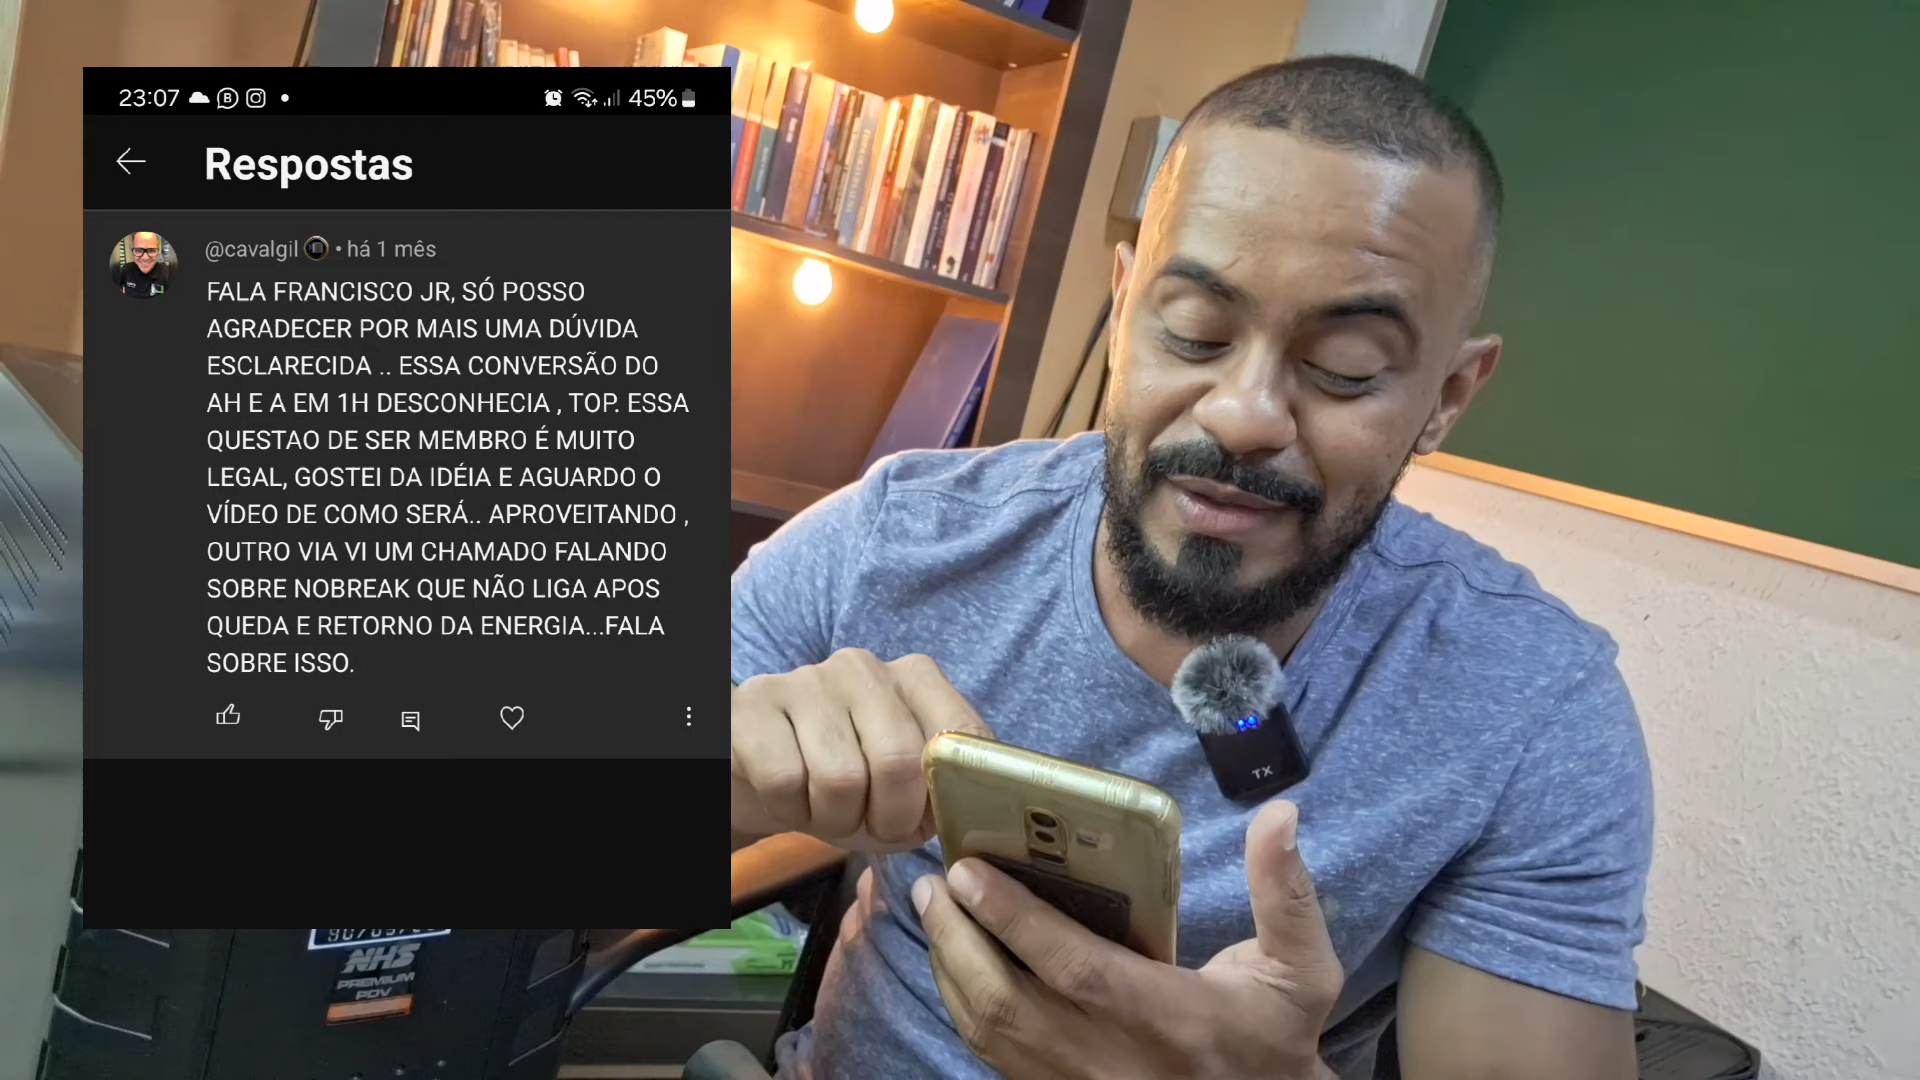 23:07
45%
Respostas
@cavalgil • há 1 mês
FALA FRANCISCO JR, SÓ POSSO
AGRADECER POR MAIS UMA DÚVIDA
ESCLARECIDA .. ESSA CONVERSÃO DO
AH E A EM 1H DESCONHECIA , TOP. ESSA
QUESTAO DE SER MEMBRO É MUITO
LEGAL, GOSTEI DA IDÉIA E AGUARDO O
VÍDEO DE COMO SERÁ.. APROVEITANDO ,
OUTRO VIA VI UM CHAMADO FALANDO
SOBRE NOBREAK QUE NÃO LIGA APOS
QUEDA E RETORNO DA ENERGIA...FALA
SOBRE ISSO.
TX
NHS
PREMIUM
PDV